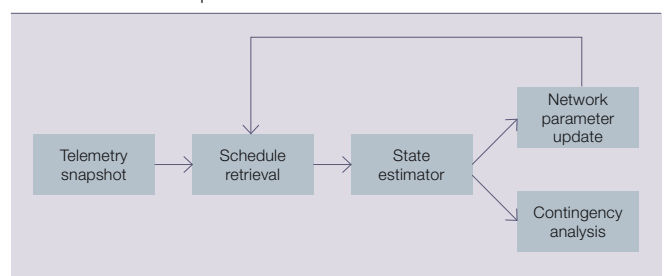 Telemetry
snapshot
Schedule
retrieval
State
estimator
Network
parameter
update
Contingency
analysis